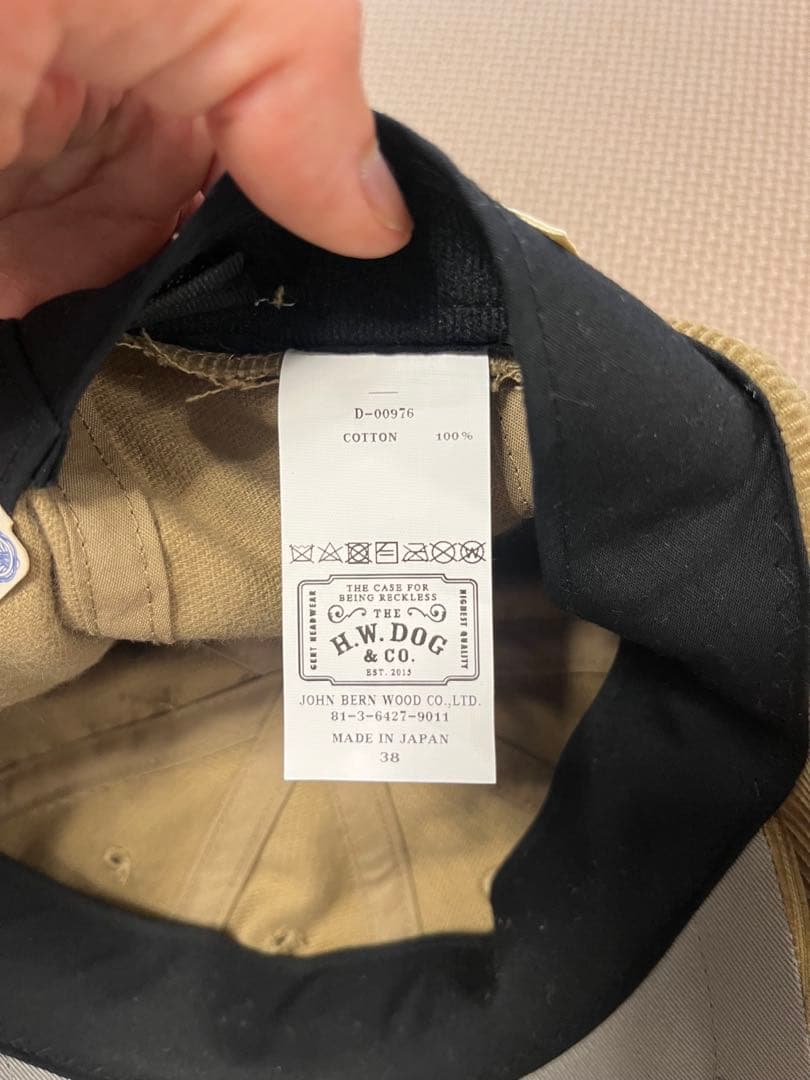 D-00976
COTTON 100%
THE CASE FOR
BEING RECKLESS
THE
H.W. DOG
& CO.
EST. 2015
GENT HEADWEAR
HIGHEST QUALITY
JOHN BERN WOOD CO.,LTD.
81-3-6427-9011
MADE IN JAPAN
38